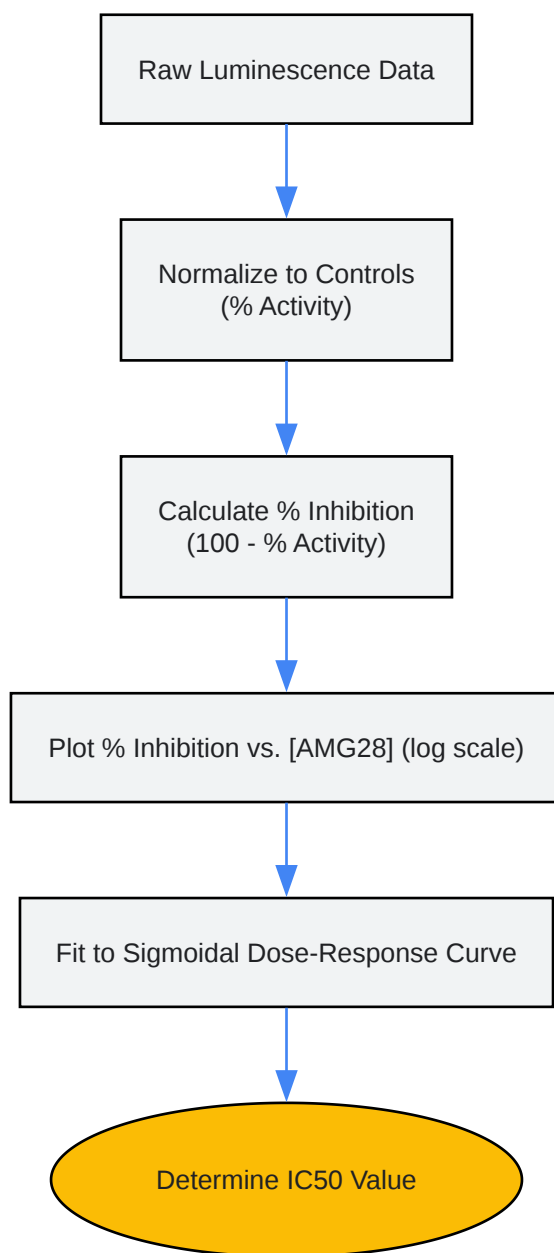 Raw Luminescence Data
Normalize to Controls
(% Activity)
Calculate % Inhibition
(100 - % Activity)
Plot % Inhibition vs. [AMG28] (log scale)
Fit to Sigmoidal Dose-Response Curve
Determine IC50 Value